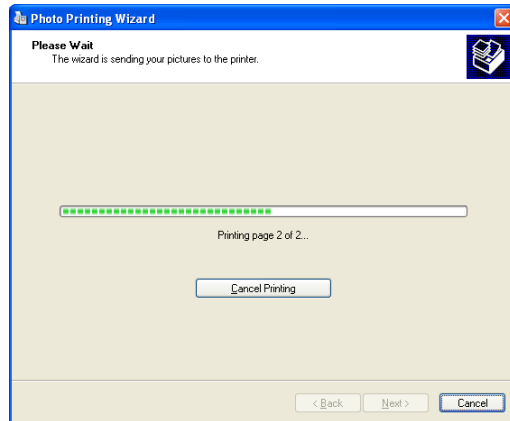 Photo Printing Wizard
Please Wait
The wizard is sending your pictures to the printer.
Printing page 2 of 2...
Cancel Printing
< Back Next > Cancel